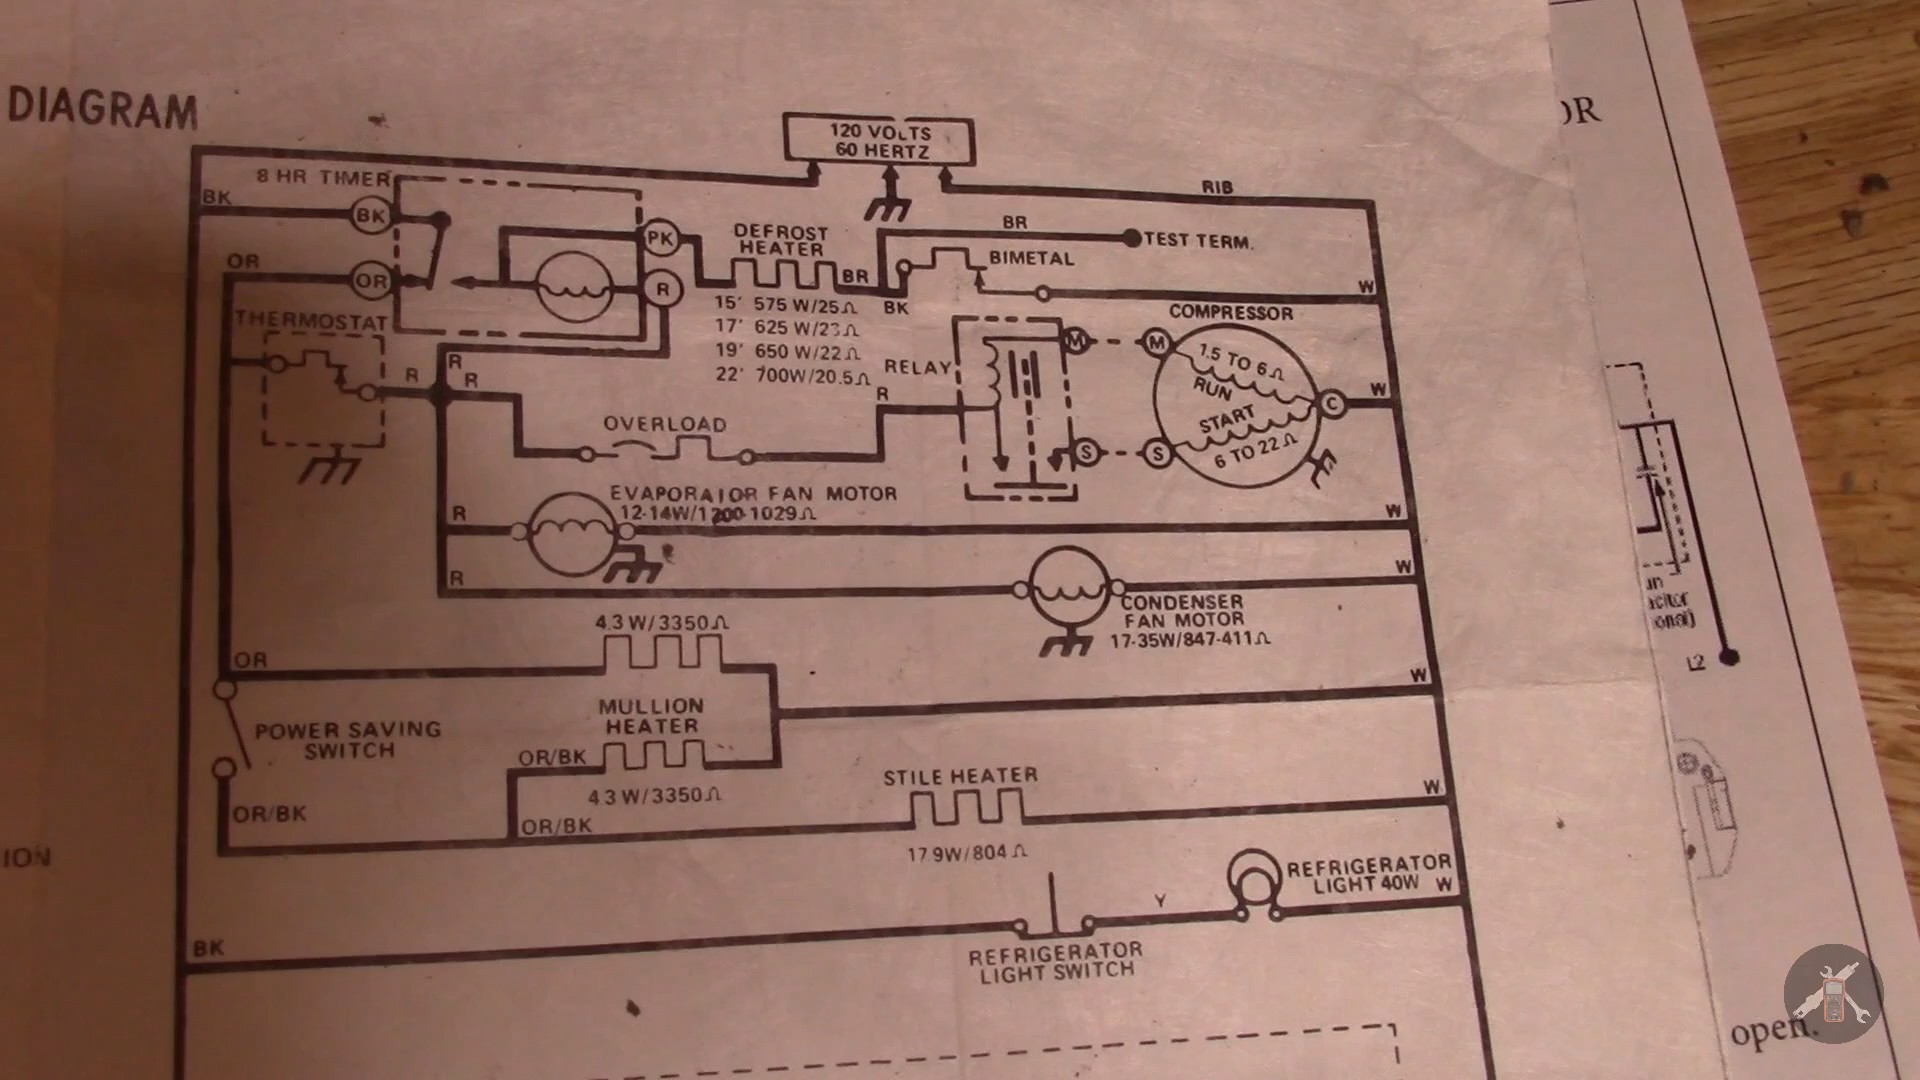 DIAGRAM
120 VOLTS
60 HERTZ
8 HR TIMER
RIB
BK
BK
PK
DEFROST
HEATER
BR
TEST TERM.
OR
OR
R
BR
BIMETAL
W
15' 575 W/25Ω
BK
17' 625 W/23Ω
19' 650 W/22Ω
22' 700W/20.5Ω
THERMOSTAT
R
R
R
RELAY
R
COMPRESSOR
M
M
1.5 TO 6Ω
RUN
START
6 TO 22Ω
C
W
S
S
OVERLOAD
EVAPORATOR FAN MOTOR
12-14W/1200-1029Ω
R
W
R
W
CONDENSER
FAN MOTOR
17-35W/847-411Ω
4.3 W/3350Ω
OR
W
MULLION
HEATER
POWER SAVING
SWITCH
OR/BK
4.3 W/3350Ω
STILE HEATER
W
OR/BK
OR/BK
17.9W/804Ω
ION
REFRIGERATOR
LIGHT 40W
W
Y
BK
REFRIGERATOR
LIGHT SWITCH
OR
L2
open.